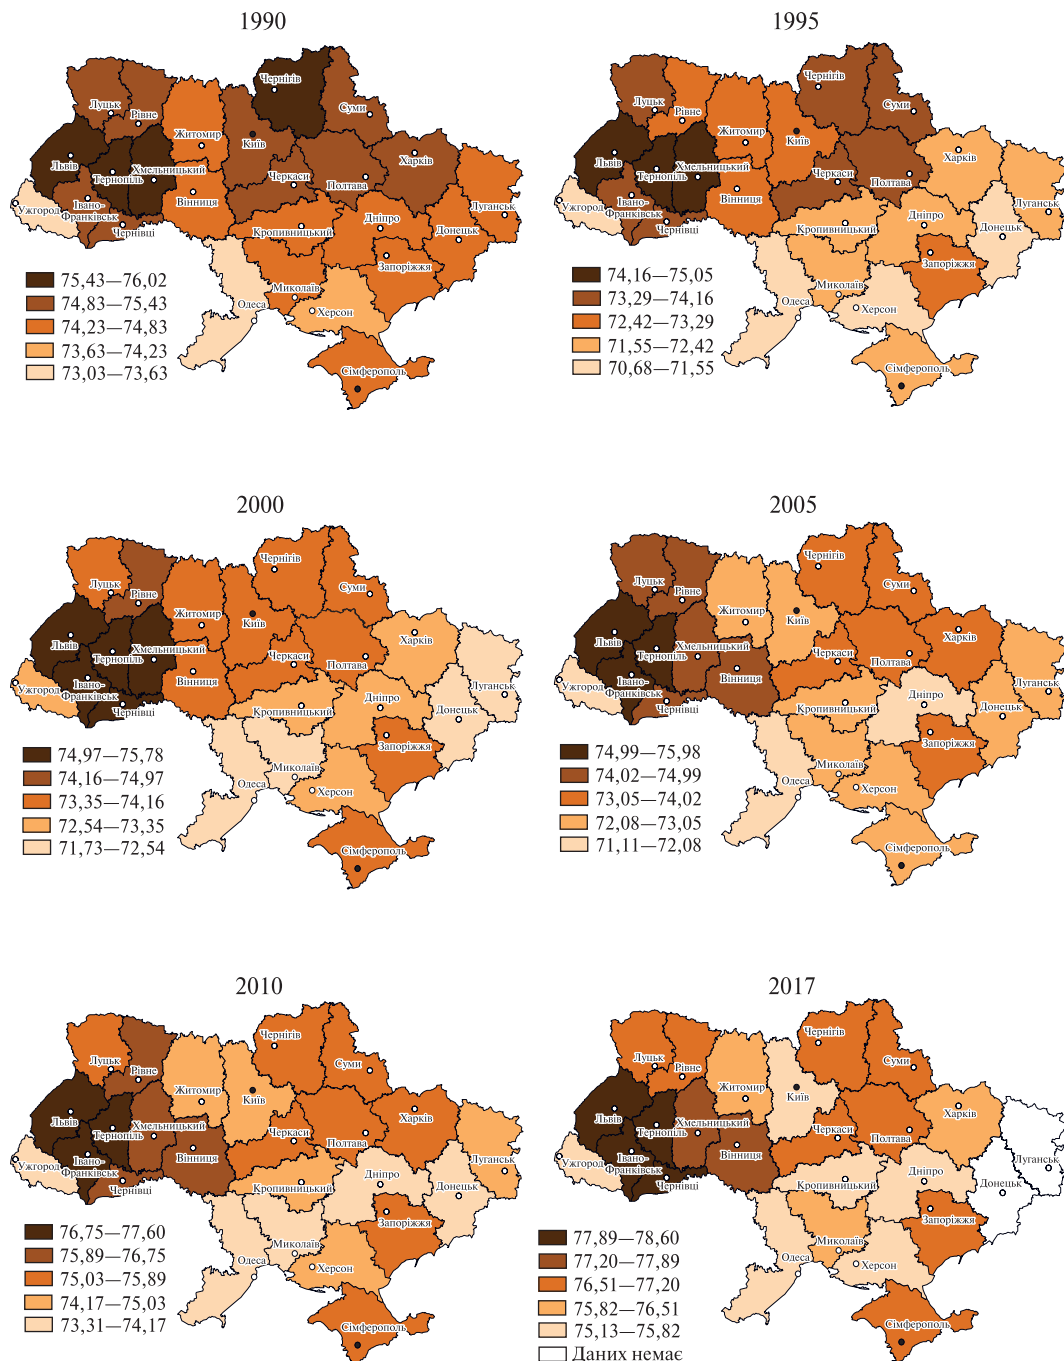 1990
Чернігів
Луцьк
Рівне
Суми
Житомир
Київ
Львів
Тернопіль
Хмельницький
Харків
Черкаси
Полтава
Ужгород
Івано-
Франківськ
Чернівці
Вінниця
Кропивницький
Дніпро
Луганськ
Донецьк
Запоріжжя
Миколаїв
Одеса
Херсон
Сімферополь
75,43—76,02
74,83—75,43
74,23—74,83
73,63—74,23
73,03—73,63
1995
Чернігів
Луцьк
Рівне
Суми
Житомир
Київ
Львів
Тернопіль
Хмельницький
Харків
Черкаси
Полтава
Ужгород
Івано-
Франківськ
Чернівці
Вінниця
Кропивницький
Дніпро
Луганськ
Донецьк
Запоріжжя
Миколаїв
Одеса
Херсон
Сімферополь
74,16—75,05
73,29—74,16
72,42—73,29
71,55—72,42
70,68—71,55
2000
Чернігів
Луцьк
Рівне
Суми
Житомир
Київ
Львів
Тернопіль
Хмельницький
Харків
Черкаси
Полтава
Ужгород
Івано-
Франківськ
Чернівці
Вінниця
Кропивницький
Дніпро
Луганськ
Донецьк
Запоріжжя
Миколаїв
Одеса
Херсон
Сімферополь
74,97—75,78
74,16—74,97
73,35—74,16
72,54—73,35
71,73—72,54
2005
Чернігів
Луцьк
Рівне
Суми
Житомир
Київ
Львів
Тернопіль
Хмельницький
Харків
Черкаси
Полтава
Ужгород
Івано-
Франківськ
Чернівці
Вінниця
Кропивницький
Дніпро
Луганськ
Донецьк
Запоріжжя
Миколаїв
Одеса
Херсон
Сімферополь
74,99—75,98
74,02—74,99
73,05—74,02
72,08—73,05
71,11—72,08
2010
Чернігів
Луцьк
Рівне
Суми
Житомир
Київ
Львів
Тернопіль
Хмельницький
Харків
Черкаси
Полтава
Ужгород
Івано-
Франківськ
Чернівці
Вінниця
Кропивницький
Дніпро
Луганськ
Донецьк
Запоріжжя
Миколаїв
Одеса
Херсон
Сімферополь
76,75—77,60
75,89—76,75
75,03—75,89
74,17—75,03
73,31—74,17
2017
Чернігів
Луцьк
Рівне
Суми
Житомир
Київ
Львів
Тернопіль
Хмельницький
Харків
Черкаси
Полтава
Ужгород
Івано-
Франківськ
Чернівці
Вінниця
Кропивницький
Дніпро
Луганськ
Донецьк
Запоріжжя
Миколаїв
Одеса
Херсон
Сімферополь
77,89—78,60
77,20—77,89
76,51—77,20
75,82—76,51
75,13—75,82
Даних немає